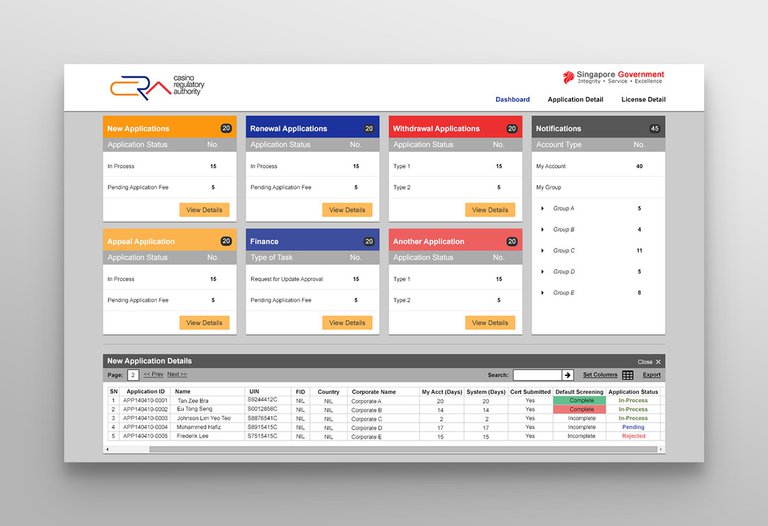 casino
regulatory
authority
Singapore Government
Integrity • Service • Excellence
Dashboard Application Detail License Detail
New Applications 20
Application Status No.
In Process 15
Pending Application Fee 5
View Details
Renewal Applications 20
Application Status No.
In Process 15
Pending Application Fee 5
View Details
Withdrawal Applications 20
Application Status No.
Type 1 15
Type 2 5
View Details
Notifications 45
Account Type No.
My Account 40
My Group
Group A 5
Group B 4
Group C 11
Group D 5
Group E 8
Appeal Application 20
Application Status No.
In Process 15
Pending Application Fee 5
View Details
Finance 20
Type of Task No.
Request for Update Approval 15
Pending Application Fee 5
View Details
Another Application 20
Application Status No.
Type 1 15
Type 2 5
View Details
New Application Details Close X
Page: 2 << Prev Next >> Search: Set Columns Export
SN Application ID Name UIN FID Country Corporate Name My Acct (Days) System (Days) Cert Submitted Default Screening Application Status
1 APP140410-0001 Tan Zee Bra S9244412C NIL NIL Corporate A 20 20 Yes Complete In-Process
2 APP140410-0002 Eu Tong Seng S0012858C NIL NIL Corporate B 14 14 Yes Complete In-Process
3 APP140410-0003 Johnson Lim Yeo Teo S8876541C NIL NIL Corporate C 2 2 Yes Incomplete In-Process
4 APP140410-0004 Mohammed Hafiz S8915415C NIL NIL Corporate D 17 17 Yes Incomplete Pending
5 APP140410-0005 Frederik Lee S7515415C NIL NIL Corporate E 15 15 Yes Incomplete Rejected